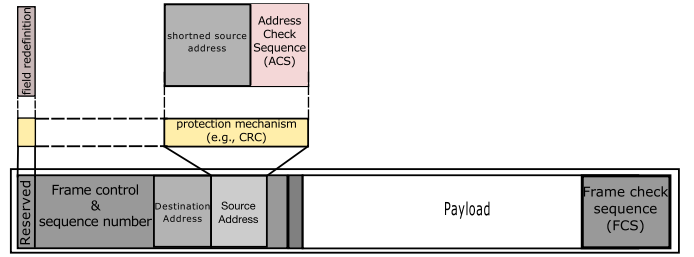 field redefinition
shortned source
address
Address
Check
Sequence
(ACS)
protection mechanism
(e.g., CRC)
Reserved
Frame control
&
sequence number
Destination
Address
Source
Address
Payload
Frame check
sequence
(FCS)